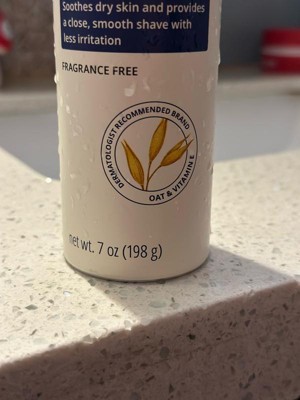 Soothes dry skin and provides
a close, smooth shave with
less irritation
FRAGRANCE FREE
DERMATOLOGIST RECOMMENDED BRAND
OAT & VITAMIN E
net wt. 7 oz (198 g)